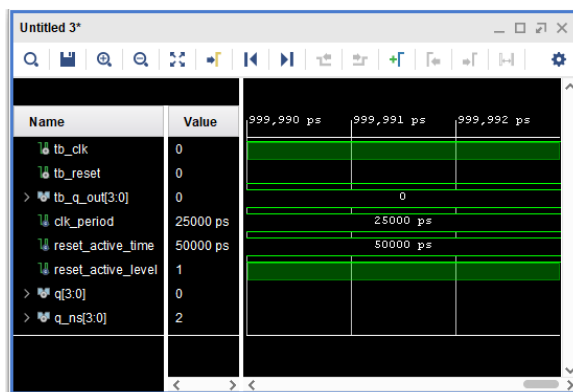 Untitled 3*
999,990 ps 999,991 ps 999,992 ps
Name Value
tb_clk 0
tb_reset 0
tb_q_out[3:0] 0 0
clk_period 25000 ps 25000 ps
reset_active_time 50000 ps 50000 ps
reset_active_level 1
q[3:0] 0
q_ns[3:0] 2